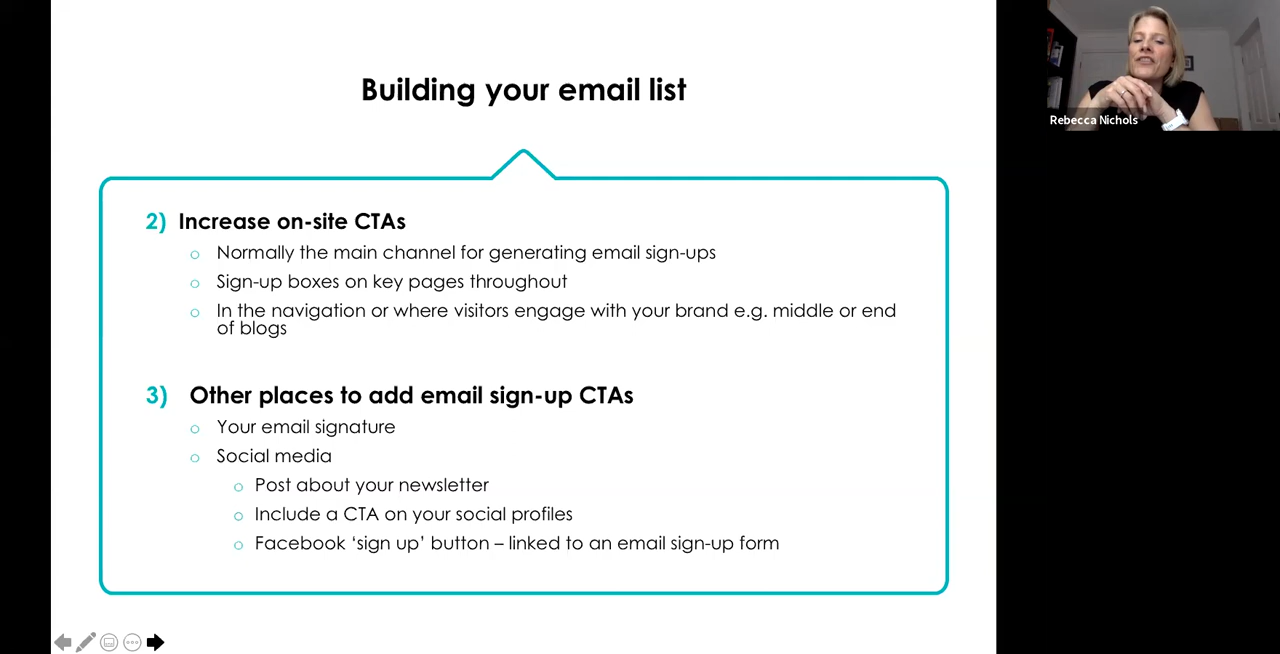 Building your email list
2) Increase on-site CTAs
o Normally the main channel for generating email sign-ups
o Sign-up boxes on key pages throughout
o In the navigation or where visitors engage with your brand e.g. middle or end
of blogs
3) Other places to add email sign-up CTAs
o Your email signature
o Social media
o Post about your newsletter
o Include a CTA on your social profiles
o Facebook ‘sign up’ button – linked to an email sign-up form
Rebecca Nichols